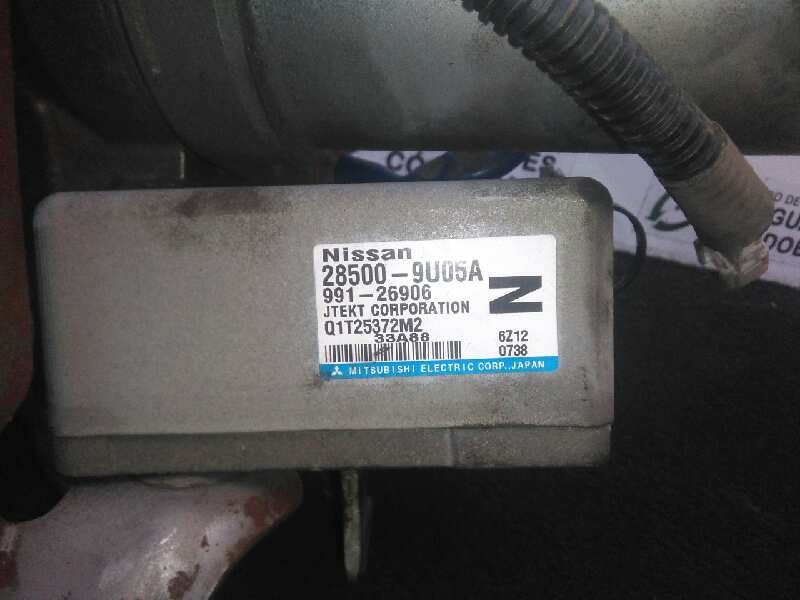 Nissan
28500-9U05A
991-26906
N
JTEKT CORPORATION
Q1T25372M2
33A88
6Z12
0738
MITSUBISHI ELECTRIC CORP., JAPAN